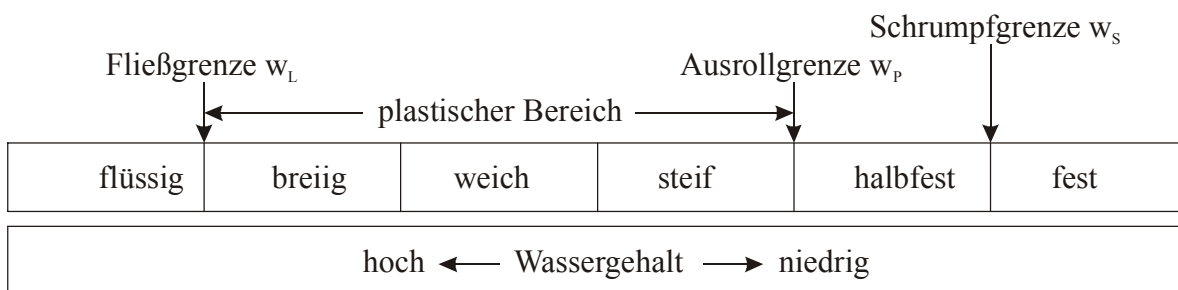 Schrumpfgrenze w_S
Fließgrenze w_L
Ausrollgrenze w_P
plastischer Bereich
flüssig
breiig
weich
steif
halbfest
fest
hoch
Wassergehalt
niedrig